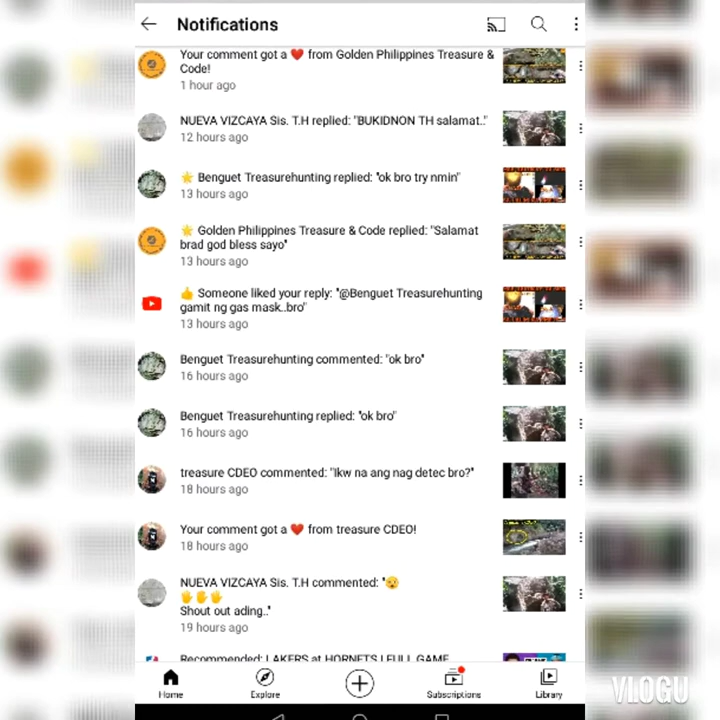 Notifications
Your comment got a ❤️ from Golden Philippines Treasure &
Code!
1 hour ago
NUEVA VIZCAYA Sis. T.H replied: "BUKIDNON TH salamat.."
12 hours ago
⭐ Benguet Treasurehunting replied: "ok bro try nmin"
13 hours ago
⭐ Golden Philippines Treasure & Code replied: "Salamat
brad god bless sayo"
13 hours ago
👍 Someone liked your reply: "@Benguet Treasurehunting
gamit ng gas mask..bro"
13 hours ago
Benguet Treasurehunting commented: "ok bro"
16 hours ago
Benguet Treasurehunting replied: "ok bro"
16 hours ago
treasure CDEO commented: "Ikw na ang nag detec bro?"
18 hours ago
Your comment got a ❤️ from treasure CDEO!
18 hours ago
NUEVA VIZCAYA Sis. T.H commented: "😲
🖐️🖐️🖐️
Shout out ading.."
19 hours ago
Recommended: LAKERS at HORNETS | FULL GAME
Home Explore Subscriptions Library
VLOGU